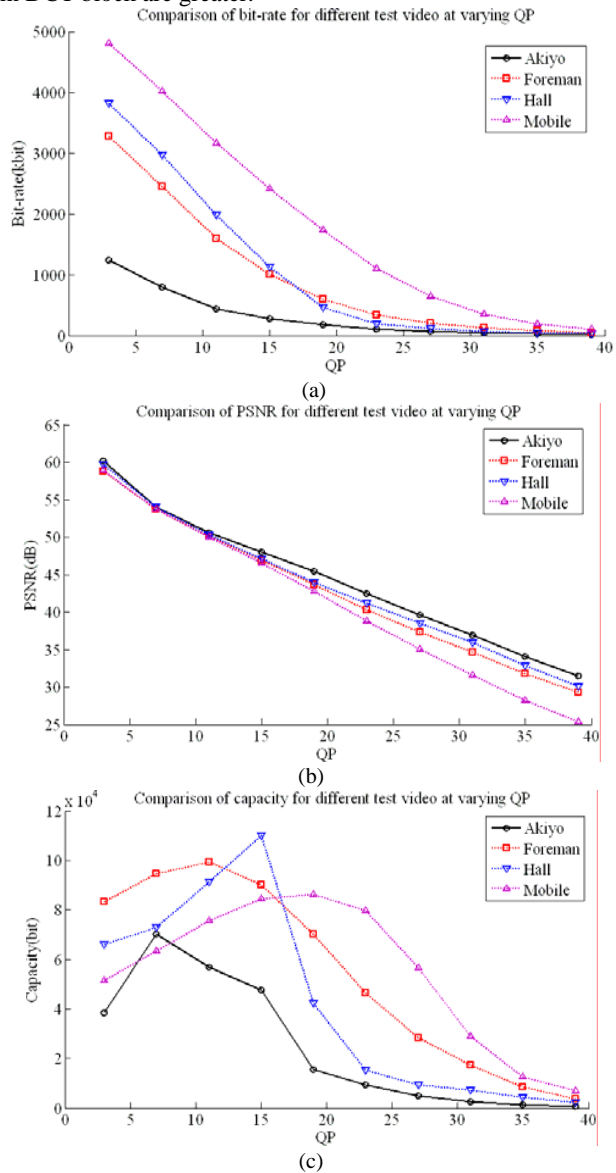 Comparison of bit-rate for different test video at varying QP
5000
4000
3000
2000
1000
0
Bit-rate(kbit)
Akiyo
Foreman
Hall
Mobile
0 5 10 15 20 25 30 35 40
QP
(a)
Comparison of PSNR for different test video at varying QP
65
60
55
50
45
40
35
30
25
PSNR(dB)
Akiyo
Foreman
Hall
Mobile
0 5 10 15 20 25 30 35 40
QP
(b)
x 10^4
Comparison of capacity for different test video at varying QP
12
10
8
6
4
2
0
Capacity(bit)
Akiyo
Foreman
Hall
Mobile
0 5 10 15 20 25 30 35 40
QP
(c)